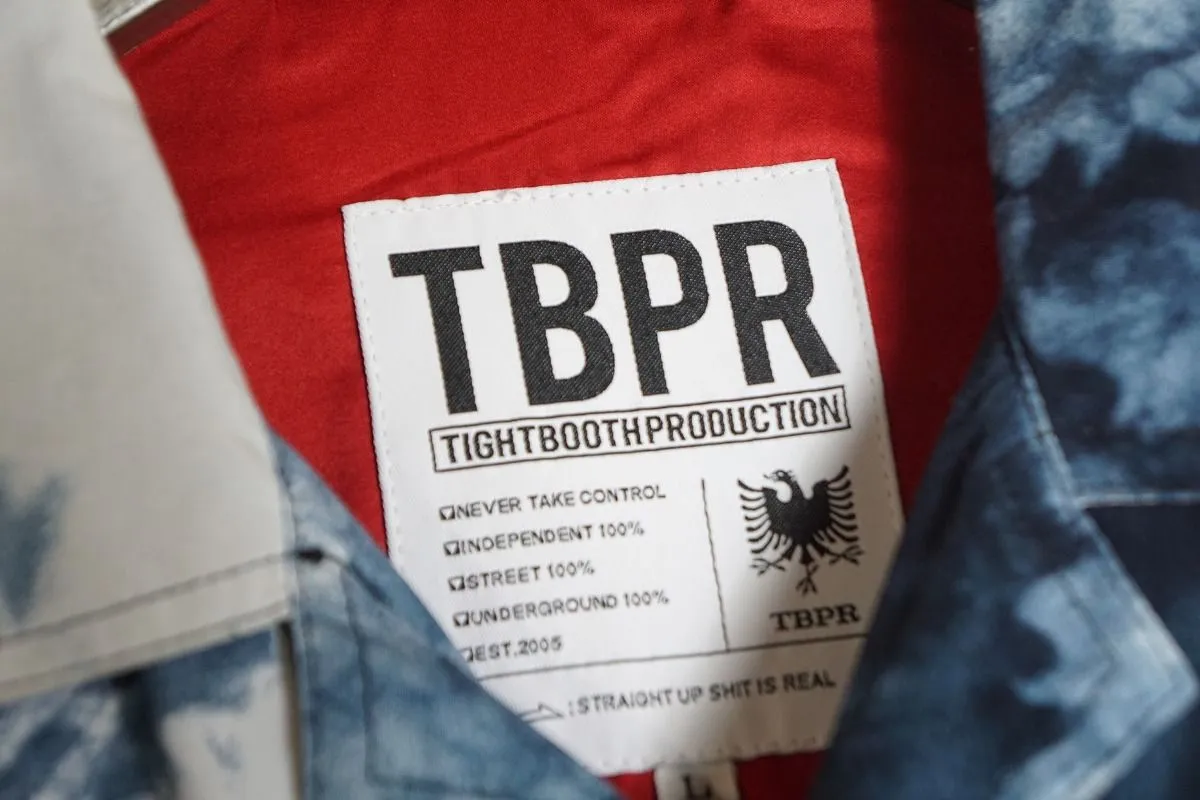 TBPR
TIGHTBOOTHPRODUCTION
NEVER TAKE CONTROL
INDEPENDENT 100%
STREET 100%
UNDERGROUND 100%
EST.2005
TBPR
:STRAIGHT UP SHIT IS REAL
L